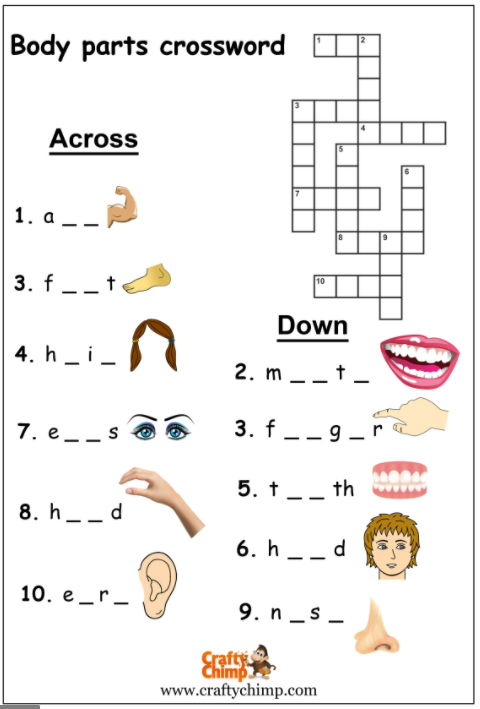 Body parts crossword
1 2
3
4
5
6
7
8 9
10
Across
1. a _ _
3. f _ _ t
4. h _ i _
7. e _ _ s
8. h _ _ d
10. e _ r _
Down
2. m _ _ t _
3. f _ _ g _ r
5. t _ _ th
6. h _ _ d
9. n _ s _
Crafty
Chimp
www.craftychimp.com